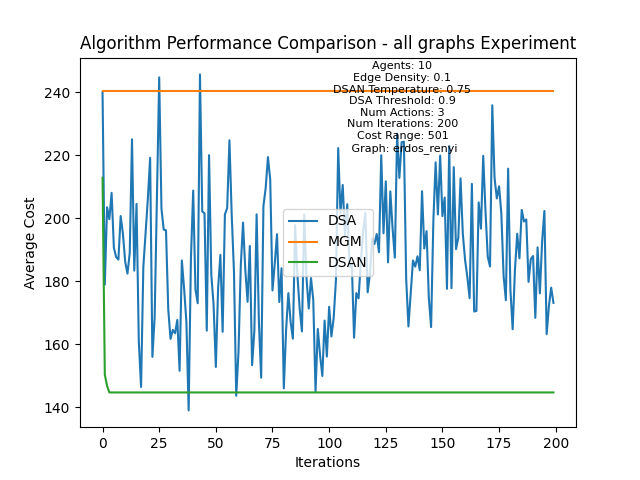 Algorithm Performance Comparison - all graphs Experiment
Agents: 10
Edge Density: 0.1
DSAN Temperature: 0.75
DSA Threshold: 0.9
Num Actions: 3
Num Iterations: 200
Cost Range: 501
Graph: erdos_renyi
DSA
MGM
DSAN
Average Cost
240
220
200
180
160
140
0 25 50 75 100 125 150 175 200
Iterations